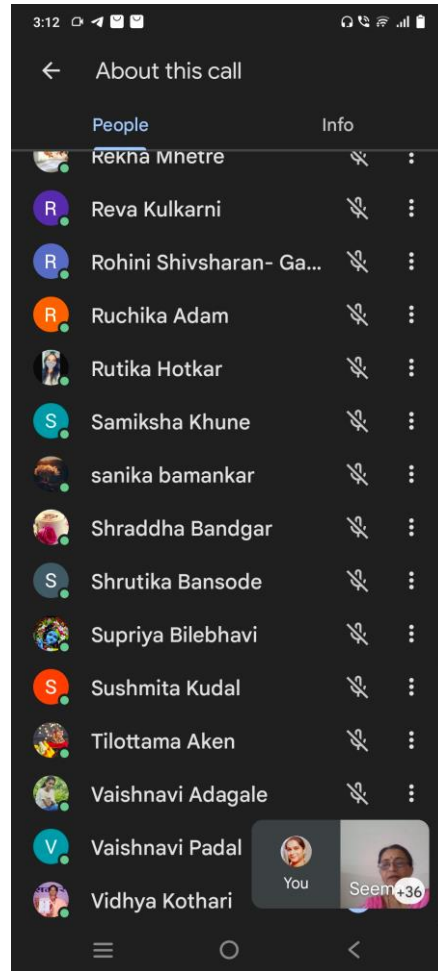 3:12
About this call
People Info
Rekha Mhetre
R Reva Kulkarni
R Rohini Shivsharan- Ga...
R Ruchika Adam
Rutika Hotkar
S Samiksha Khune
sanika bamankar
Shraddha Bandgar
S Shrutika Bansode
Supriya Bilebhavi
S Sushmita Kudal
Tilottama Aken
Vaishnavi Adagale
V Vaishnavi Padal
Vidhya Kothari
You
Seem +36